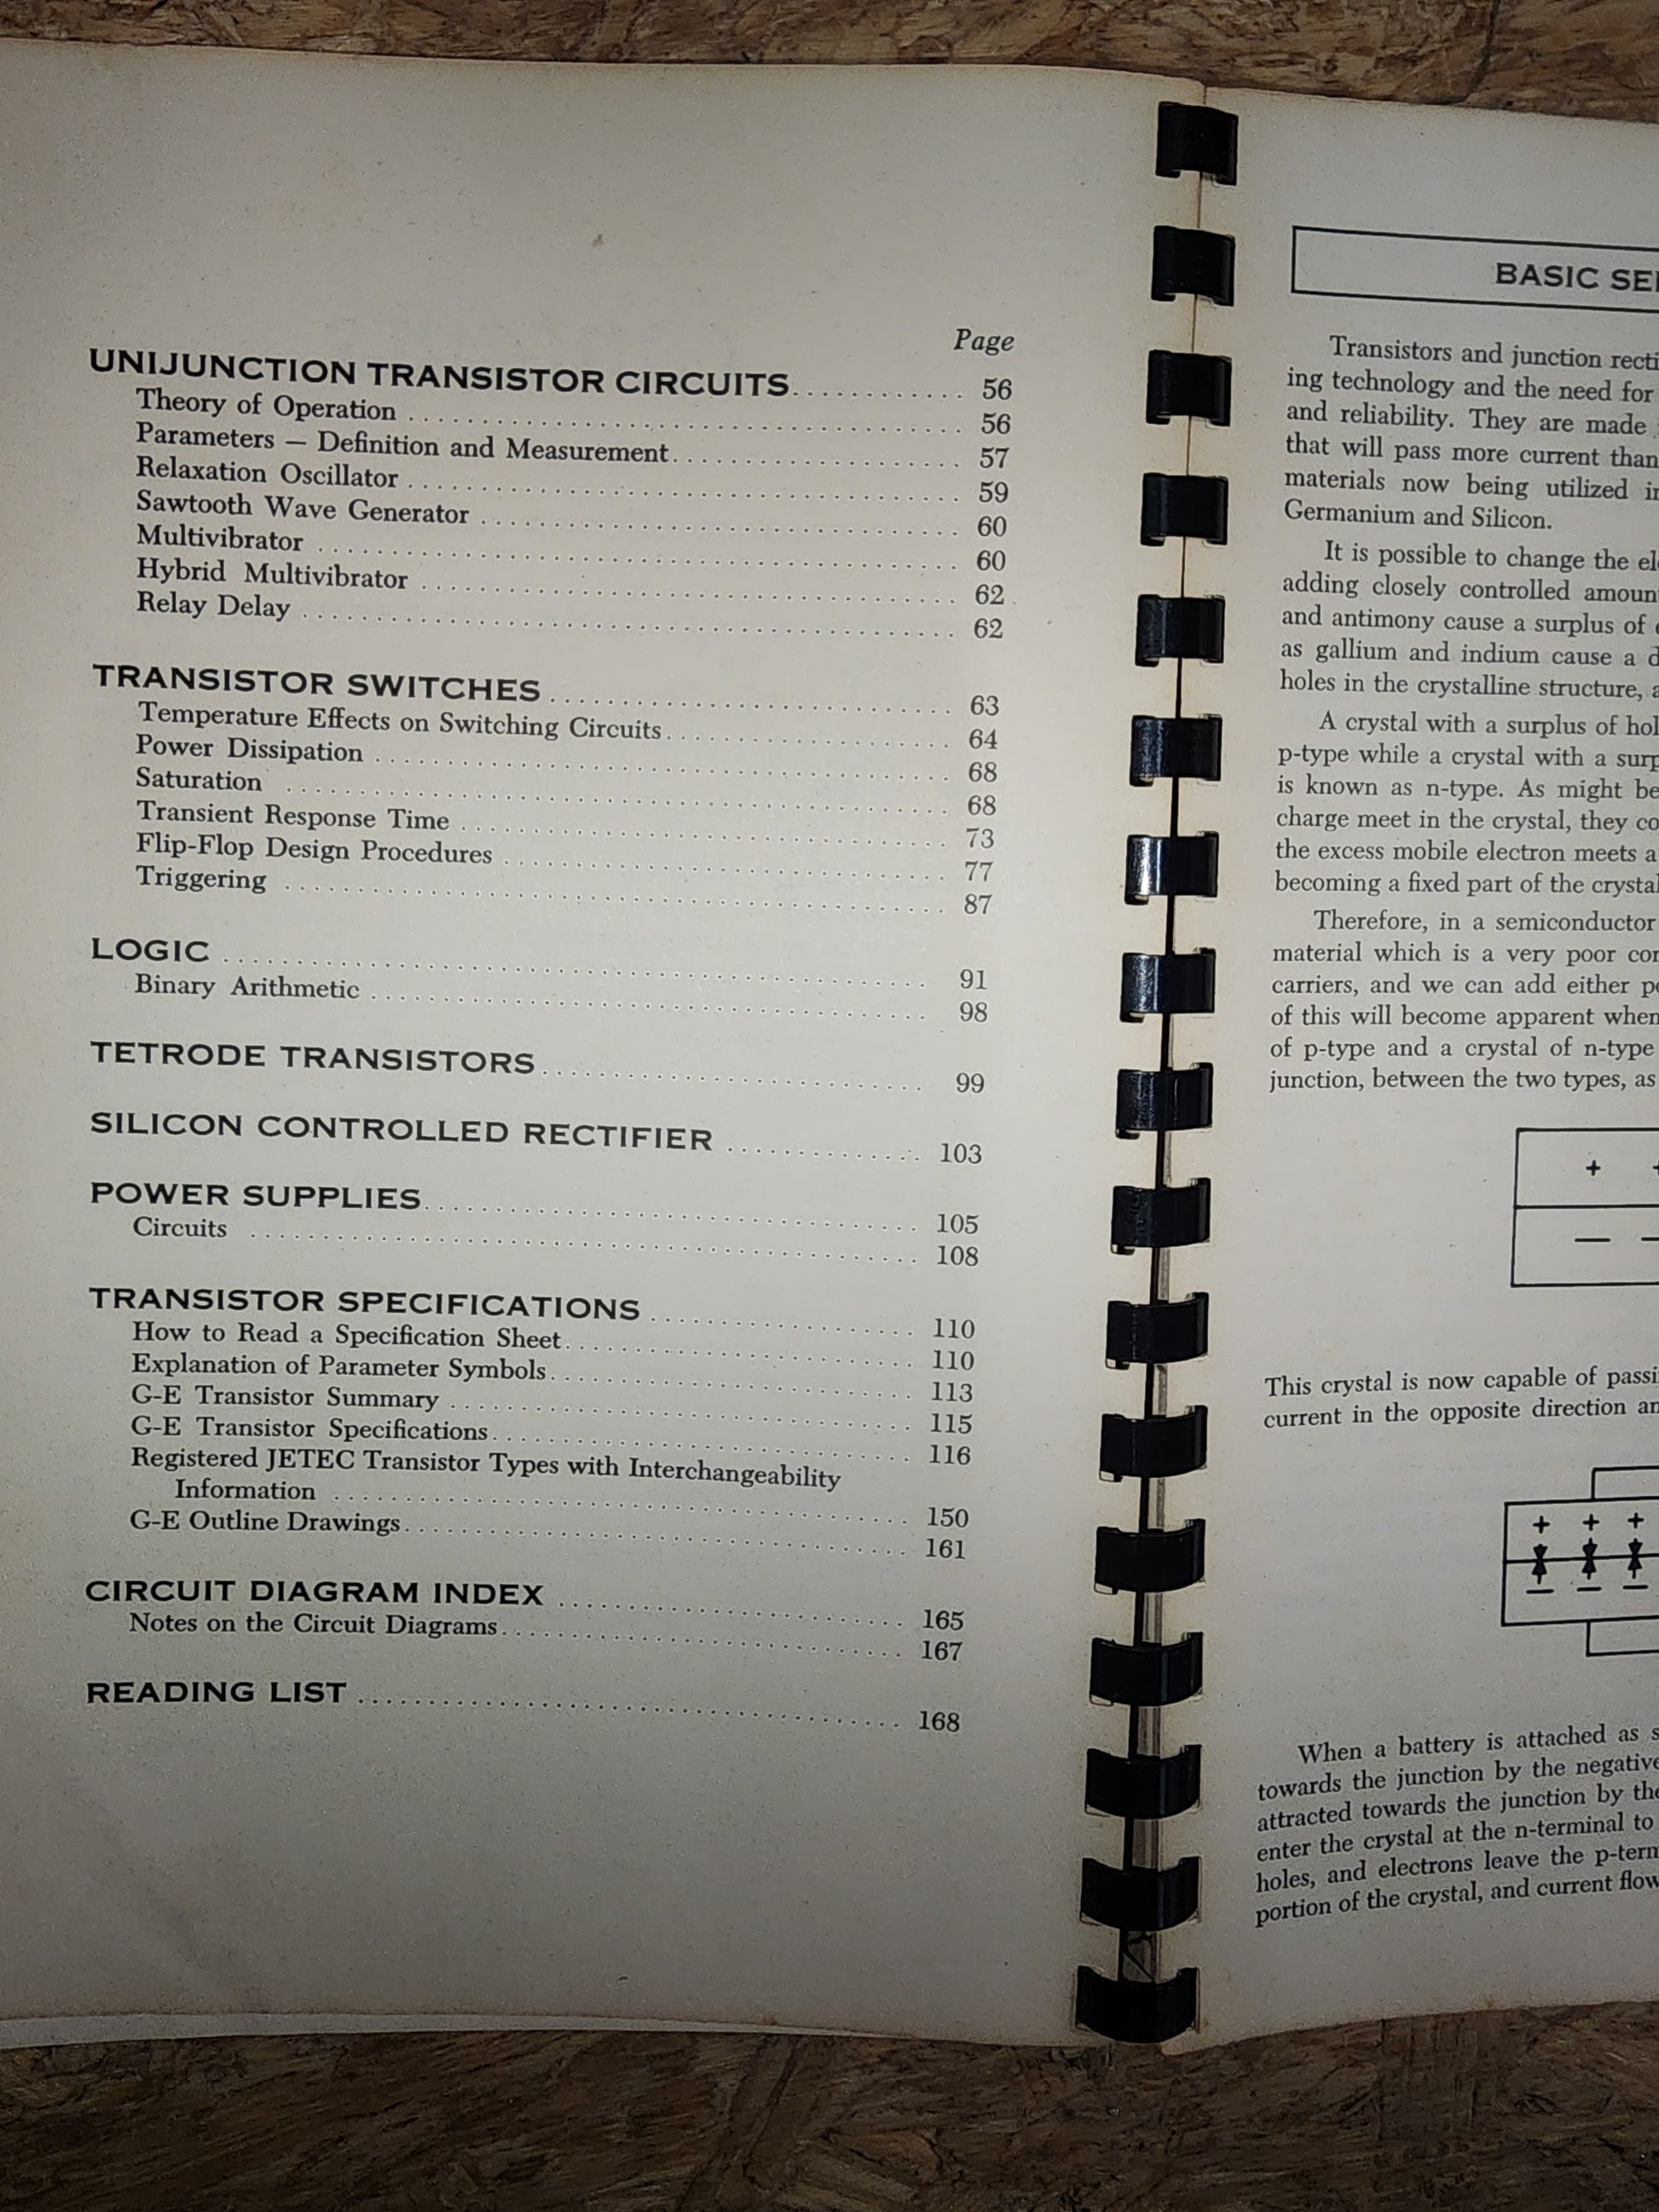 Page
UNIJUNCTION TRANSISTOR CIRCUITS............ 56
Theory of Operation ........................ 56
Parameters — Definition and Measurement........ 57
Relaxation Oscillator ........................ 59
Sawtooth Wave Generator .................... 60
Multivibrator .............................. 60
Hybrid Multivibrator ........................ 62
Relay Delay ................................ 62
TRANSISTOR SWITCHES........................ 63
Temperature Effects on Switching Circuits........ 64
Power Dissipation .......................... 68
Saturation ................................ 68
Transient Response Time .................... 73
Flip-Flop Design Procedures .................. 77
Triggering ................................ 87
LOGIC .................................... 91
Binary Arithmetic .......................... 98
TETRODE TRANSISTORS........................ 99
SILICON CONTROLLED RECTIFIER .............. 103
POWER SUPPLIES............................ 105
Circuits .................................. 108
TRANSISTOR SPECIFICATIONS .................. 110
How to Read a Specification Sheet.............. 110
Explanation of Parameter Symbols.............. 113
G-E Transistor Summary ...................... 115
G-E Transistor Specifications.................. 116
Registered JETEC Transistor Types with Interchangeability
Information .............................. 150
G-E Outline Drawings........................ 161
CIRCUIT DIAGRAM INDEX ...................... 165
Notes on the Circuit Diagrams.................. 167
READING LIST .............................. 168
BASIC
Transistors and junction
ing technology and the need for
and reliability. They are made
that will pass more current than
materials now being utilized
Germanium and Silicon.
It is possible to change the
adding closely controlled
and antimony cause a surplus of
as gallium and indium cause a
holes in the crystalline structure,
A crystal with a surplus of
p-type while a crystal with a
is known as n-type. As might be
charge meet in the crystal, they
the excess mobile electron meets a
becoming a fixed part of the crystal
Therefore, in a semiconductor
material which is a very poor
carriers, and we can add either
of this will become apparent when
of p-type and a crystal of n-type
junction, between the two types, as
+
—
This crystal is now capable of
current in the opposite direction
+ + +
— — —
When a battery is attached as
towards the junction by the
attracted towards the junction by
enter the crystal at the n-terminal to
holes, and electrons leave the
portion of the crystal, and current